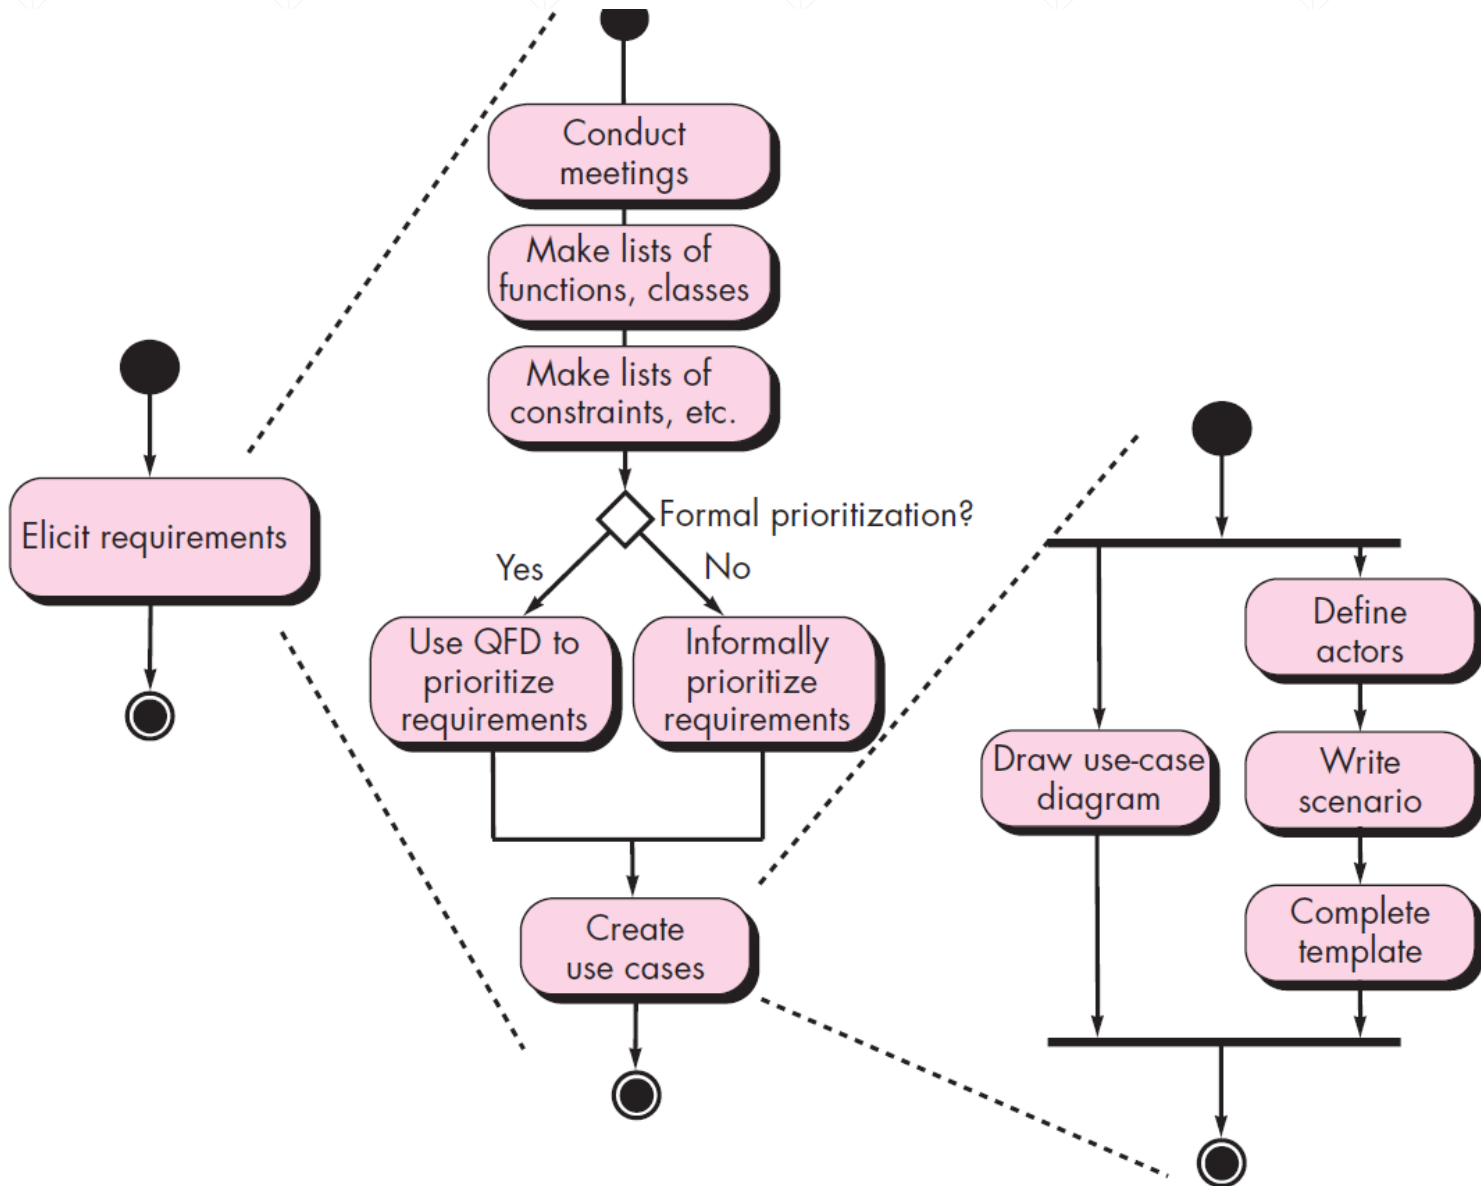 Conduct
meetings
Make lists of
functions, classes
Make lists of
constraints, etc.
Elicit requirements
Formal prioritization?
Yes
No
Use QFD to
prioritize
requirements
Informally
prioritize
requirements
Create
use cases
Define
actors
Draw use-case
diagram
Write
scenario
Complete
template